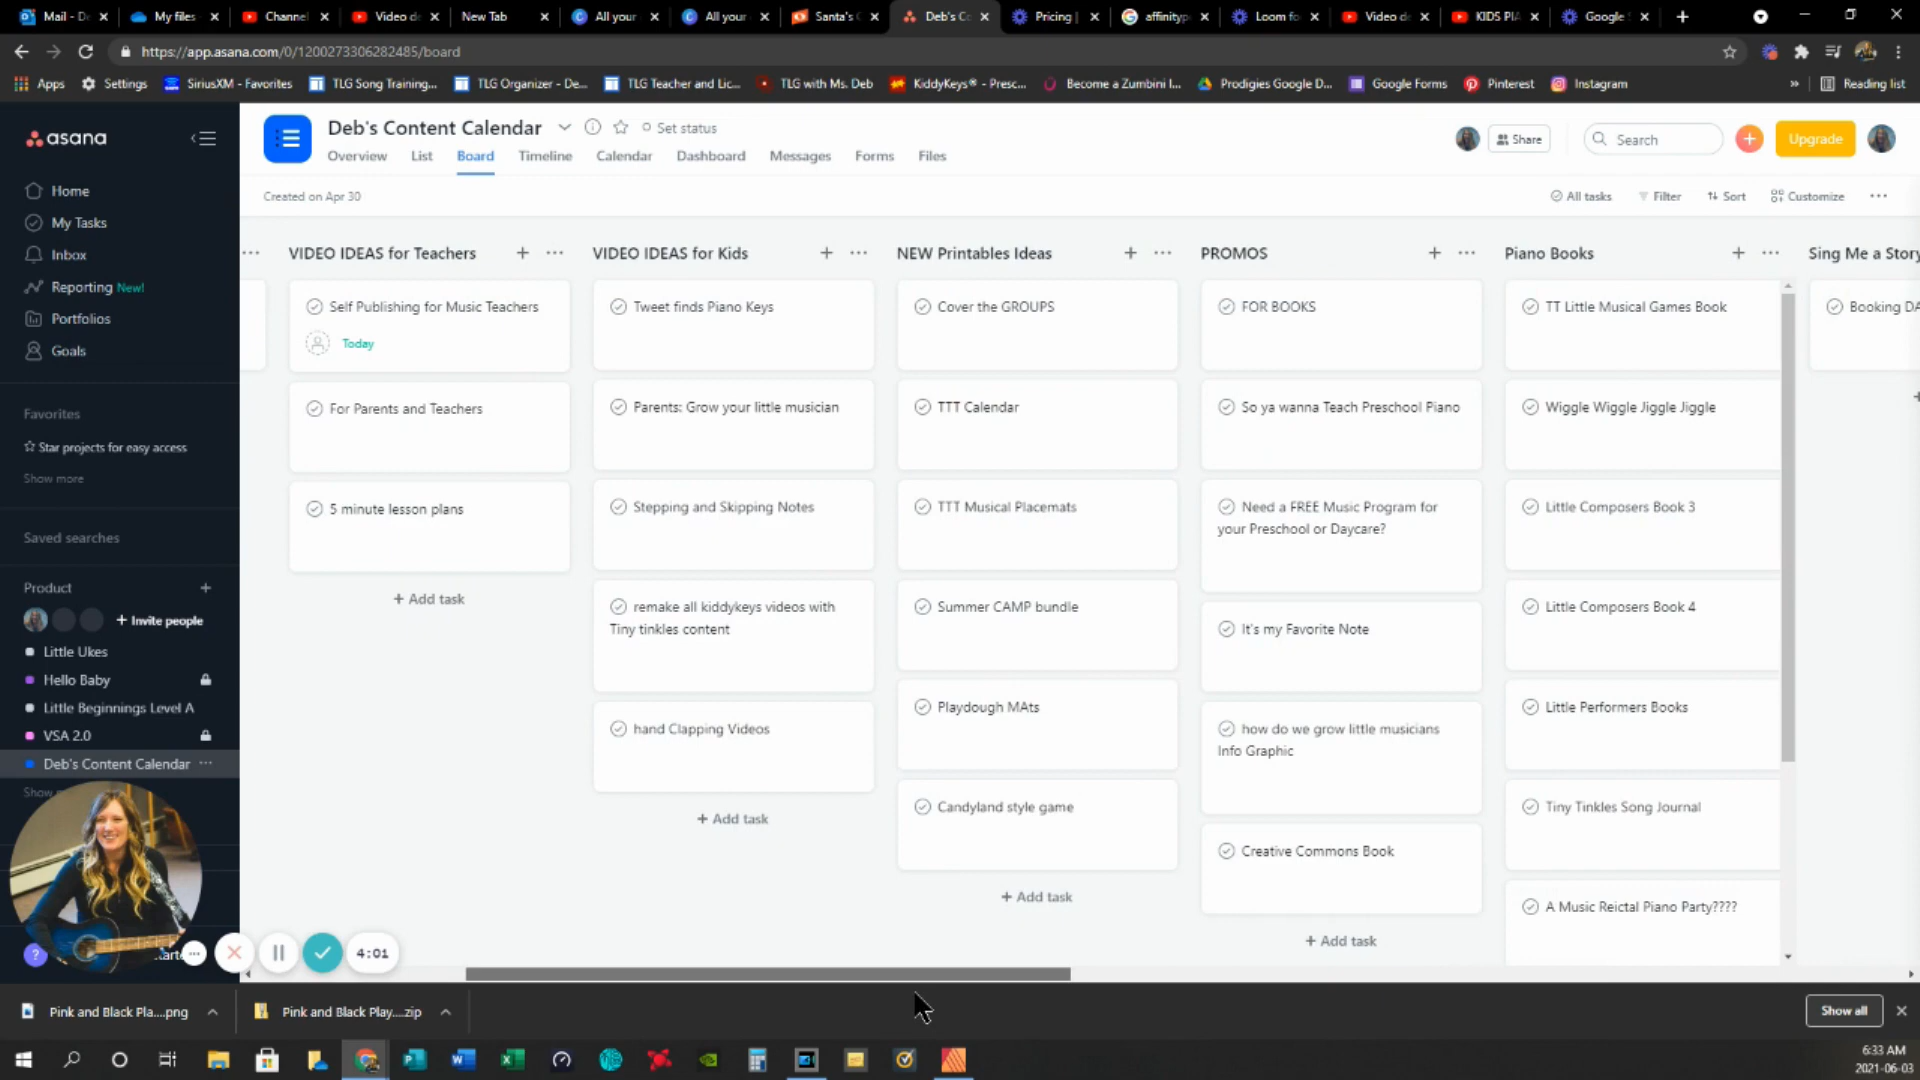 Mail - De
My files -
Channel
Video de
New Tab
All your
All your
Santa's
Deb's Co
Pricing |
affinityp
Loom fo
Video de
KIDS PIA
Google
https://app.asana.com/0/1200273306282485/board
Apps
Settings
SiriusXM - Favorites
TLG Song Training...
TLG Organizer - De...
TLG Teacher and Lic...
TLG with Ms. Deb
KiddyKeys® - Presc...
Become a Zumbini I...
Prodigies Google D...
Google Forms
Pinterest
Instagram
»
Reading list
asana
Home
My Tasks
Inbox
Reporting New!
Portfolios
Goals
Favorites
Star projects for easy access
Show more
Saved searches
Product +
+ Invite people
Little Ukes
Hello Baby
Little Beginnings Level A
VSA 2.0
Deb's Content Calendar ...
Show
?
Deb's Content Calendar
Set status
Overview
List
Board
Timeline
Calendar
Dashboard
Messages
Forms
Files
Share
Search
Upgrade
Created on Apr 30
All tasks
Filter
Sort
Customize
VIDEO IDEAS for Teachers
Self Publishing for Music Teachers
Today
For Parents and Teachers
5 minute lesson plans
+ Add task
VIDEO IDEAS for Kids
Tweet finds Piano Keys
Parents: Grow your little musician
Stepping and Skipping Notes
remake all kiddykeys videos with
Tiny tinkles content
hand Clapping Videos
+ Add task
NEW Printables Ideas
Cover the GROUPS
TTT Calendar
TTT Musical Placemats
Summer CAMP bundle
Playdough MAts
Candyland style game
+ Add task
PROMOS
FOR BOOKS
So ya wanna Teach Preschool Piano
Need a FREE Music Program for
your Preschool or Daycare?
It's my Favorite Note
how do we grow little musicians
Info Graphic
Creative Commons Book
+ Add task
Piano Books
TT Little Musical Games Book
Wiggle Wiggle Jiggle Jiggle
Little Composers Book 3
Little Composers Book 4
Little Performers Books
Tiny Tinkles Song Journal
A Music Reictal Piano Party????
Sing Me a Story
Booking DA
4:01
Pink and Black Pla....png
Pink and Black Play....zip
Show all
6:33 AM
2021-06-03